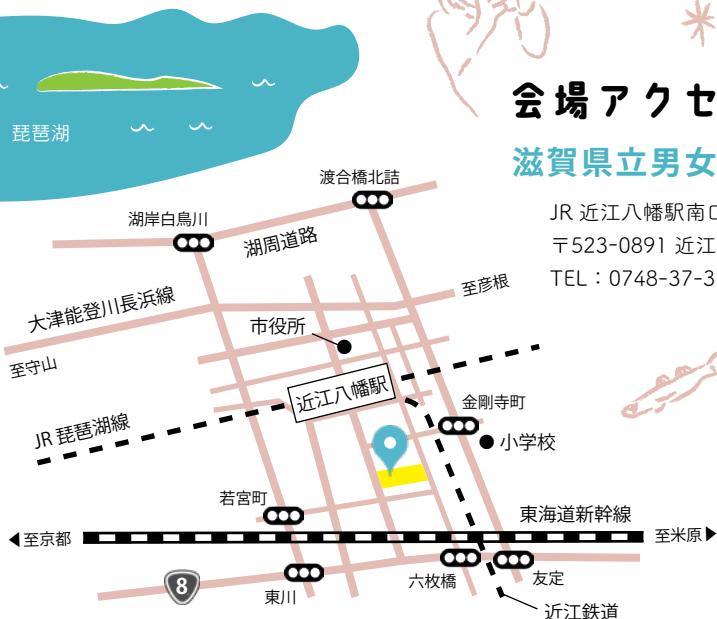 会場アクセ
滋賀県立男女
JR 近江八幡駅南口
〒523-0891 近江
TEL：0748-37-3
琵琶湖
渡合橋北詰
湖岸白鳥川
湖周道路
至彦根
大津能登川長浜線
市役所
至守山
近江八幡駅
金剛寺町
JR 琵琶湖線
小学校
若宮町
東海道新幹線
至京都
至米原
8
東川
六枚橋
友定
近江鉄道